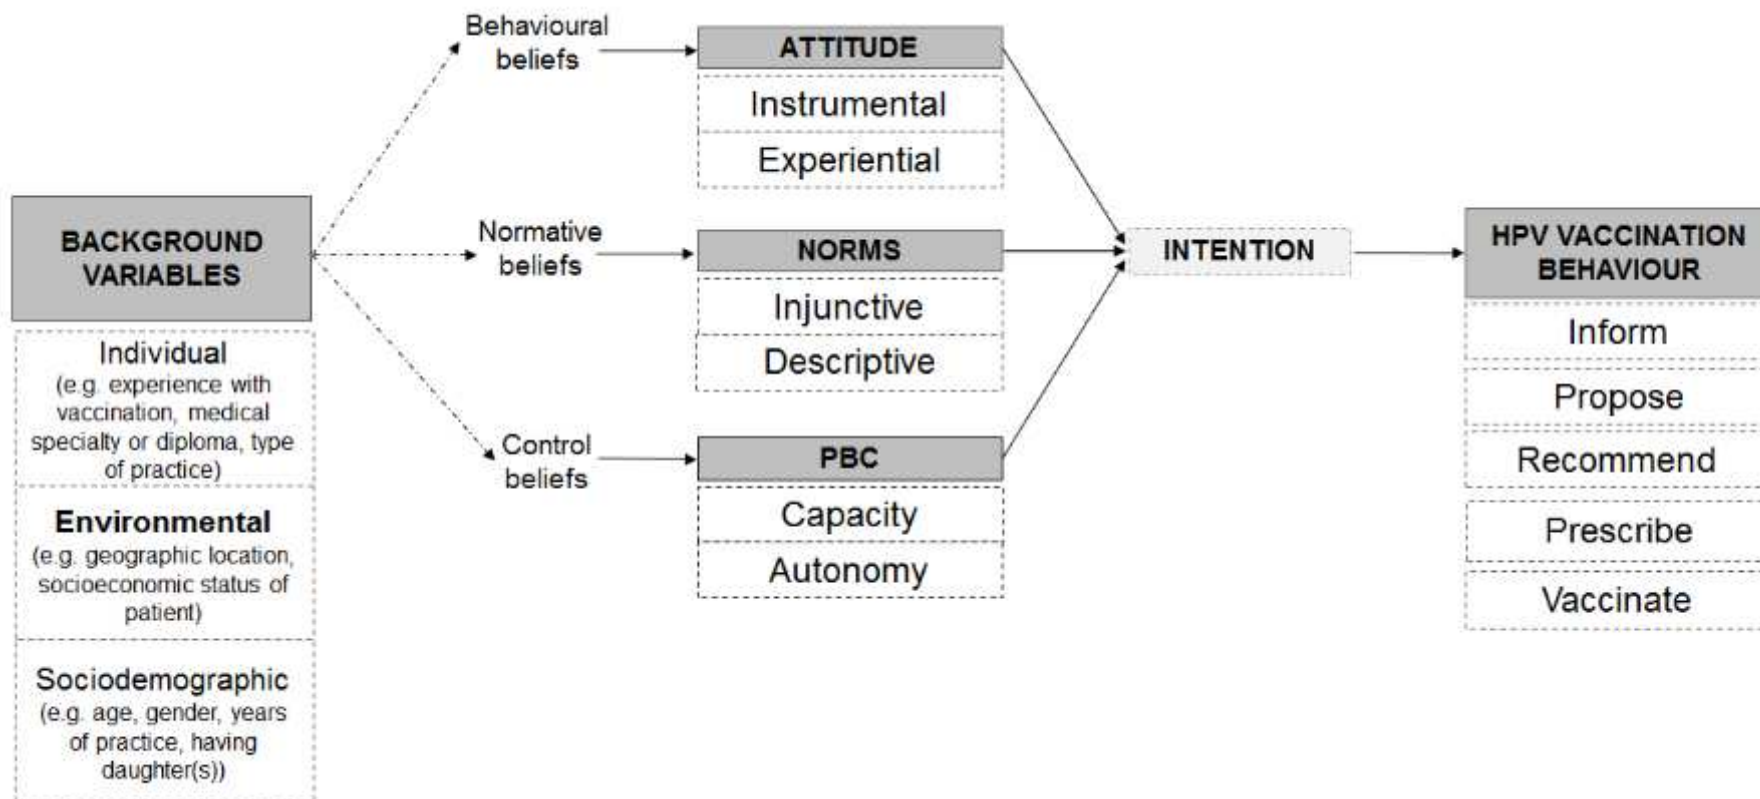 BACKGROUND
VARIABLES
Individual
(e.g. experience with
vaccination, medical
specialty or diploma, type
of practice)
Environmental
(e.g. geographic location,
socioeconomic status of
patient)
Sociodemographic
(e.g. age, gender, years
of practice, having
daughter(s))
Behavioural
beliefs
Normative
beliefs
Control
beliefs
ATTITUDE
Instrumental
Experiential
NORMS
Injunctive
Descriptive
PBC
Capacity
Autonomy
INTENTION
HPV VACCINATION
BEHAVIOUR
Inform
Propose
Recommend
Prescribe
Vaccinate